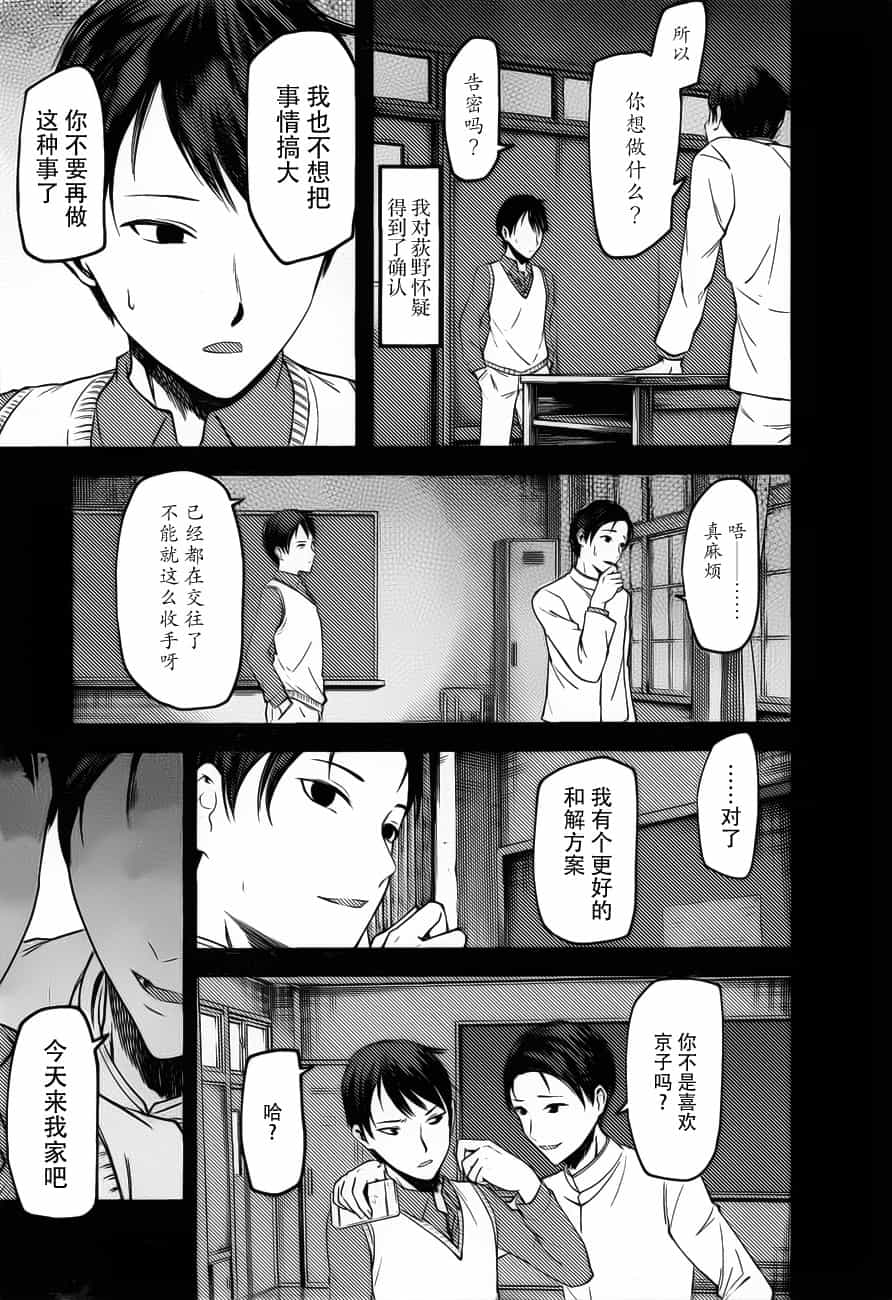 所以
你想做什么？
告密吗？
我对荻野怀疑
得到了确认
我也不想把
事情搞大
你不要再做
这种事了
唔——……
真麻烦
已经都在交往了
不能就这么收手呀
……对了
我有个更好的
和解方案
你不是喜欢
京子吗？
哈？
今天来我家吧